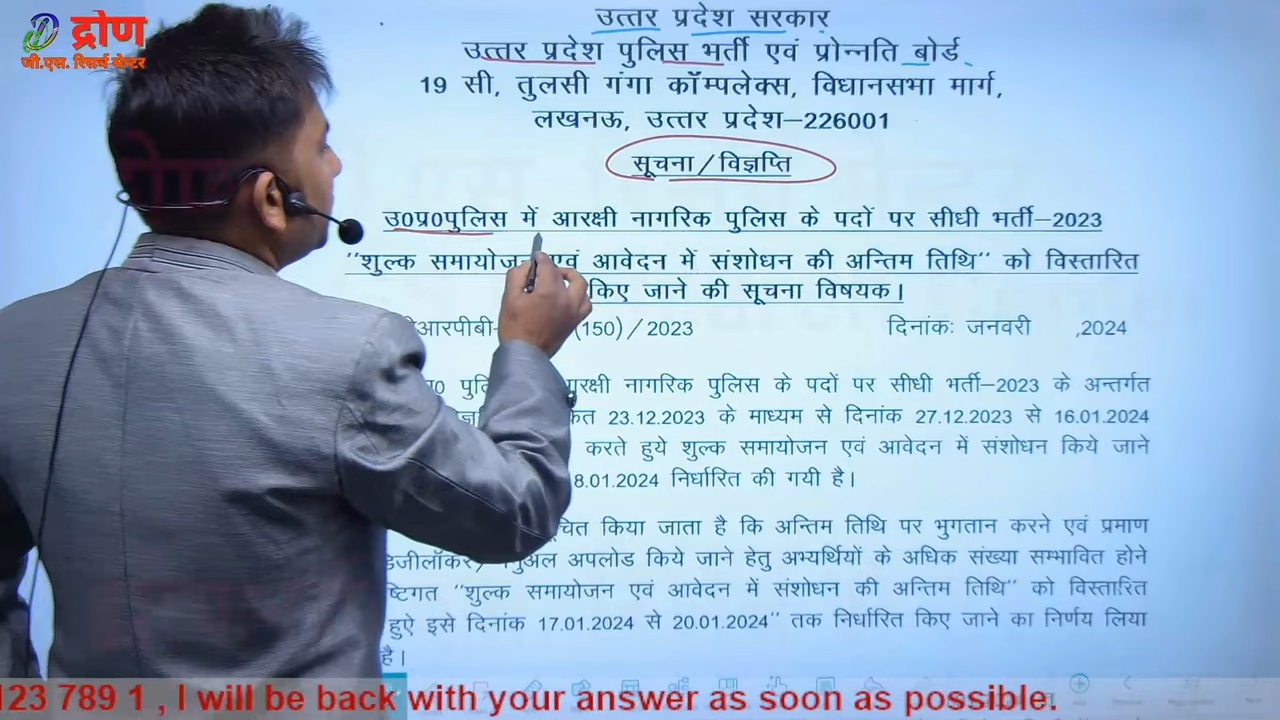 द्रोण
जी.एस. रिसर्च सेन्टर
उत्तर प्रदेश सरकार
उत्तर प्रदेश पुलिस भर्ती एवं प्रोन्नति बोर्ड
19 सी, तुलसी गंगा कॉम्पलेक्स, विधानसभा मार्ग,
लखनऊ, उत्तर प्रदेश–226001
सूचना/विज्ञप्ति
उ0प्र0पुलिस में आरक्षी नागरिक पुलिस के पदों पर सीधी भर्ती–2023
"शुल्क समायोजन एवं आवेदन में संशोधन की अन्तिम तिथि" को विस्तारित
किए जाने की सूचना विषयक।
(150)/2023 दिनांकः जनवरी ,2024
नागरिक पुलिस के पदों पर सीधी भर्ती–2023 के अन्तर्गत
23.12.2023 के माध्यम से दिनांक 27.12.2023 से 16.01.2024
करते हुये शुल्क समायोजन एवं आवेदन में संशोधन किये जाने
8.01.2024 निर्धारित की गयी है।
किया जाता है कि अन्तिम तिथि पर भुगतान करने एवं प्रमाण
अपलोड किये जाने हेतु अभ्यर्थियों के अधिक संख्या सम्भावित होने
"शुल्क समायोजन एवं आवेदन में संशोधन की अन्तिम तिथि" को विस्तारित
हुऐ इसे दिनांक 17.01.2024 से 20.01.2024" तक निर्धारित किए जाने का निर्णय लिया
है।
123 789 1 , I will be back with your answer as soon as possible.